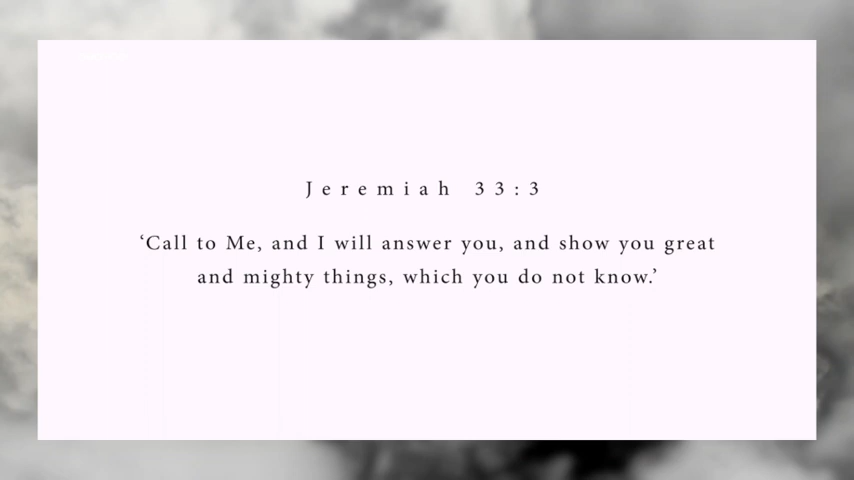 Jeremiah 33:3
‘Call to Me, and I will answer you, and show you great
and mighty things, which you do not know.’